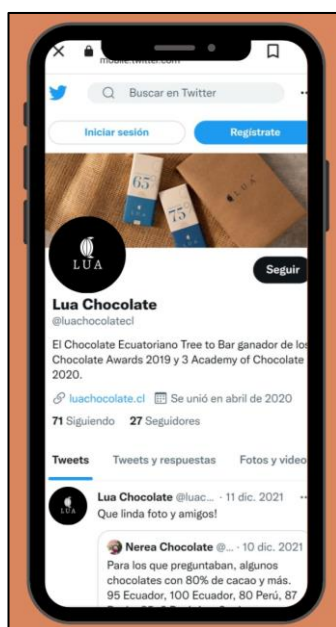 mobile.twitter.com
Buscar en Twitter
Iniciar sesión
Regístrate
65
75
LUA
LUA
Seguir
Lua Chocolate
@luachocolatecl
El Chocolate Ecuatoriano Tree to Bar ganador de los
Chocolate Awards 2019 y 3 Academy of Chocolate
2020.
luachocolate.cl Se unió en abril de 2020
71 Siguiendo 27 Seguidores
Tweets Tweets y respuestas Fotos y video
LUA
Lua Chocolate @luac... · 11 dic. 2021
Que linda foto y amigos!
Nerea Chocolate @... · 10 dic. 2021
Para los que preguntaban, algunos
chocolates con 80% de cacao y más.
95 Ecuador, 100 Ecuador, 80 Perú, 87